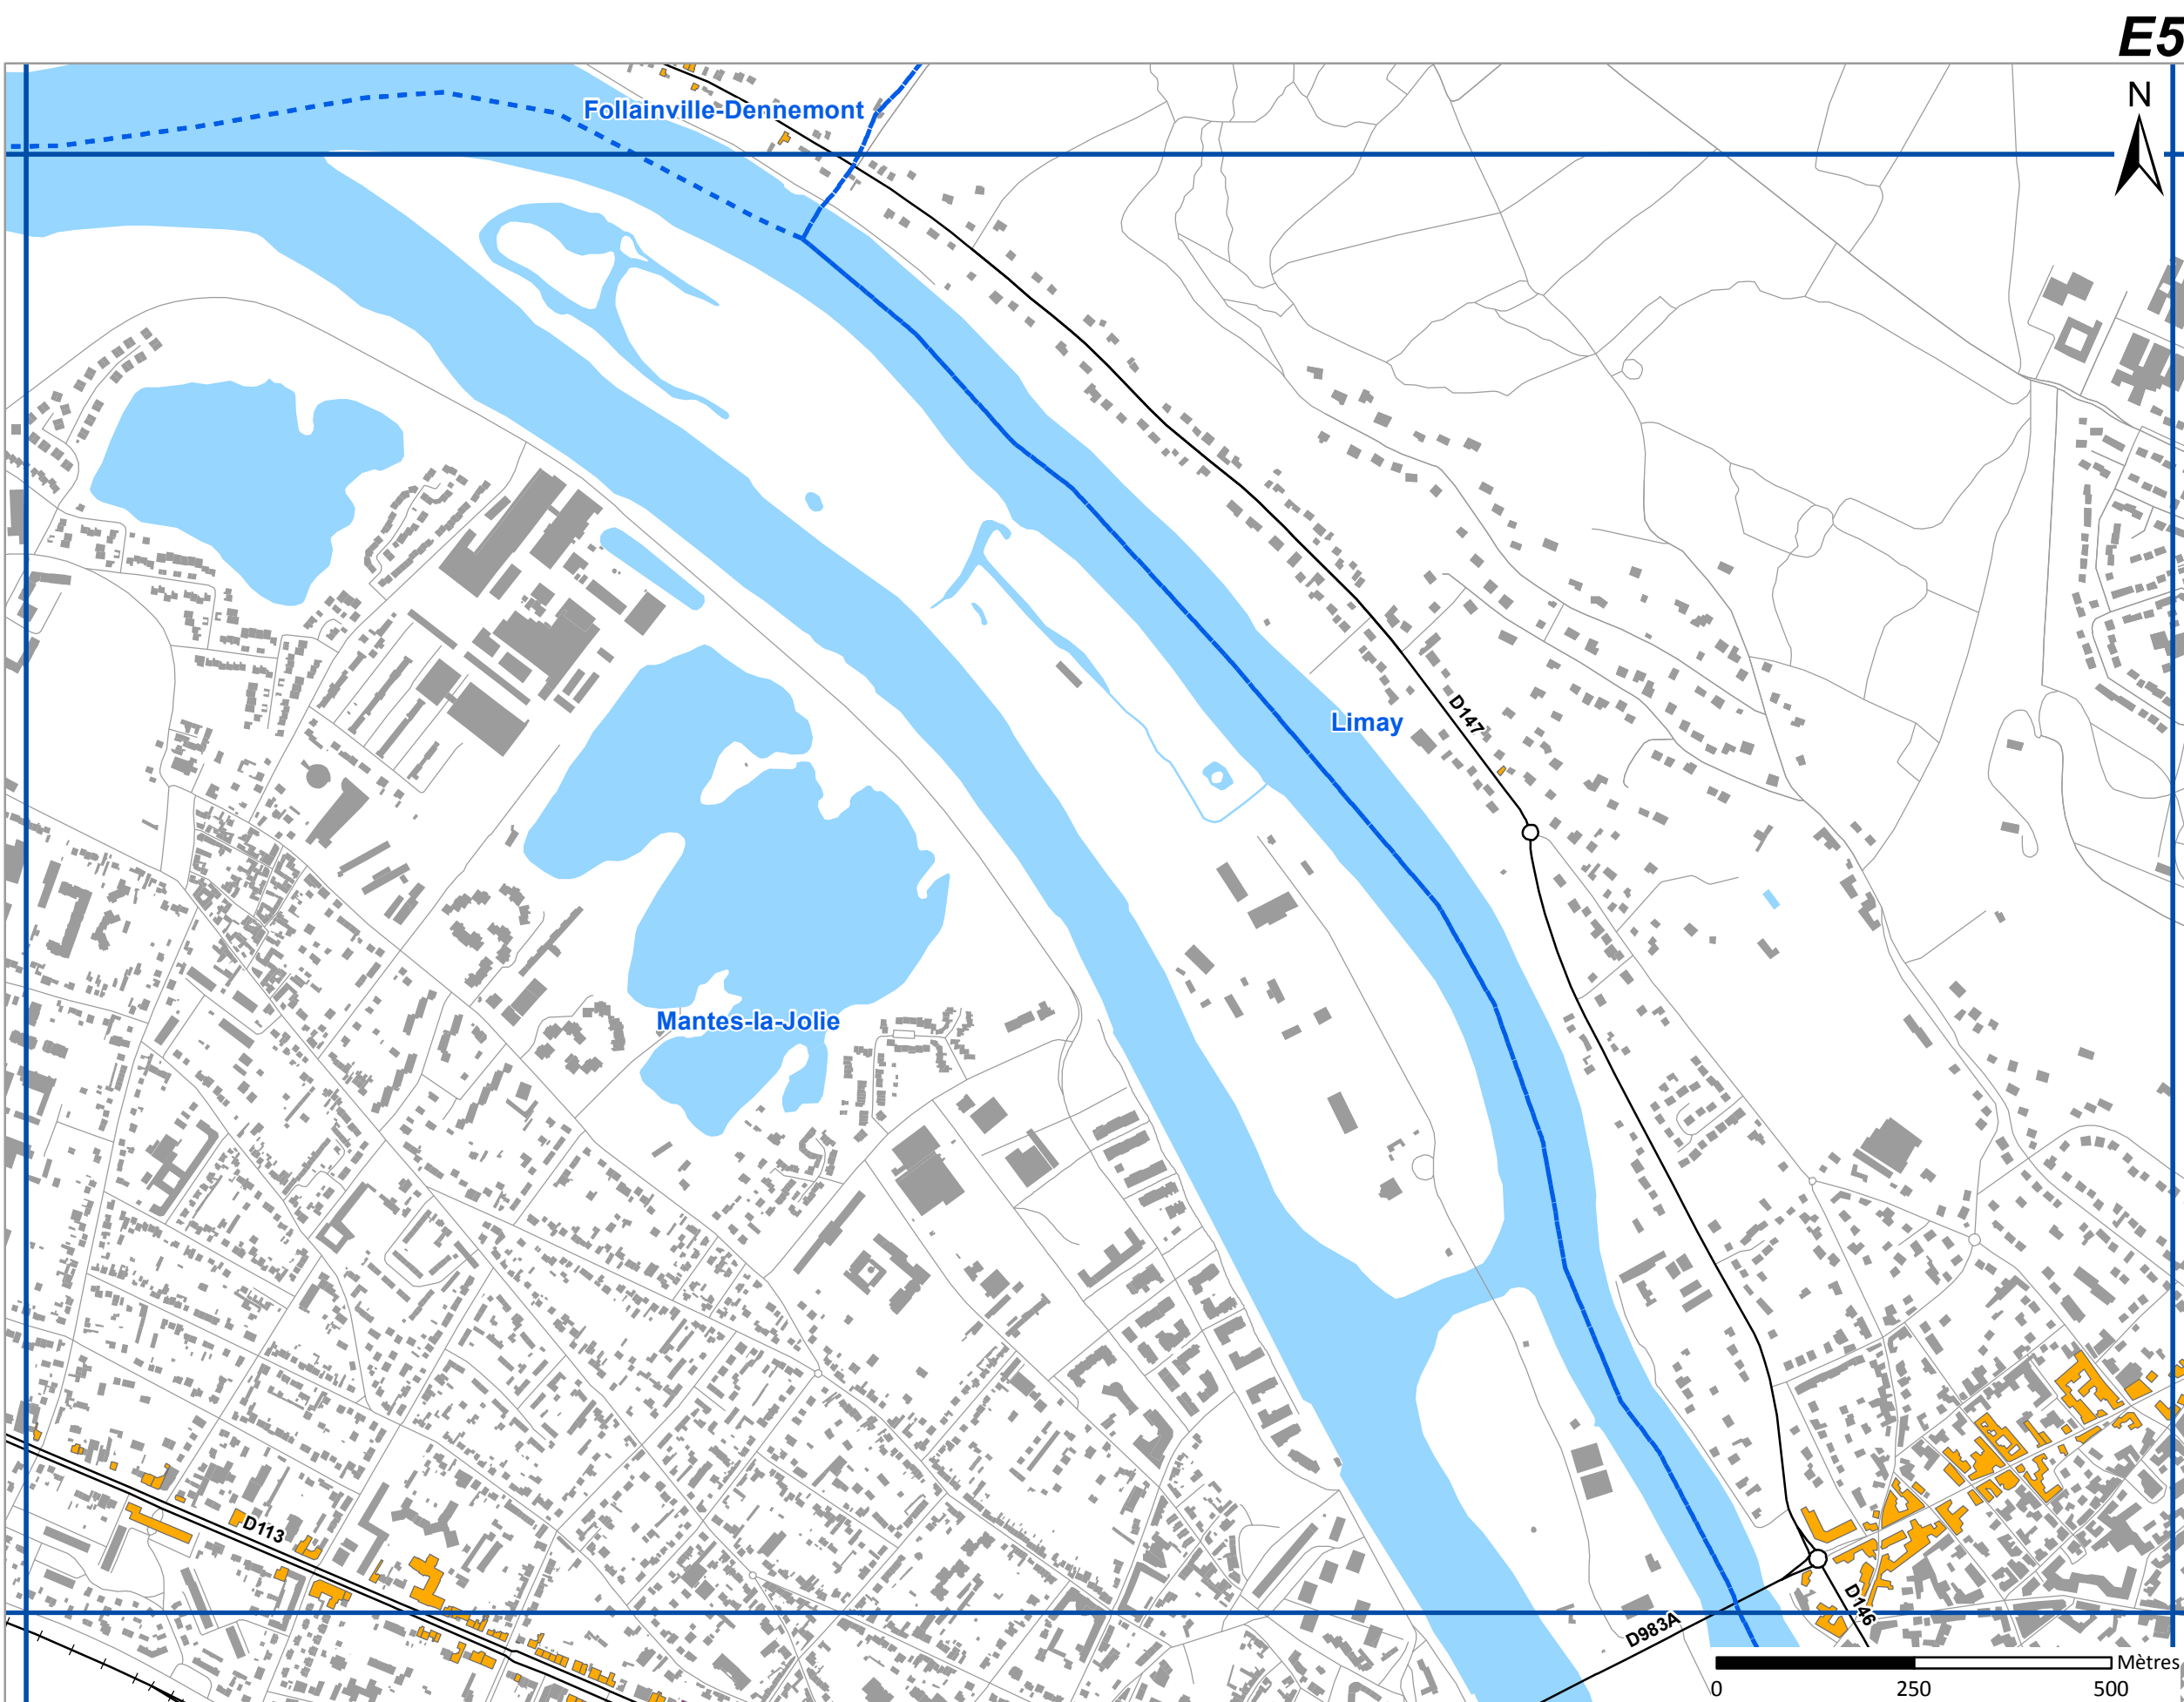 E5
N
Follainville-Dennemont
D147
Limay
Mantes-la-Jolie
D113
D146
D983A
Mètres
0 250 500